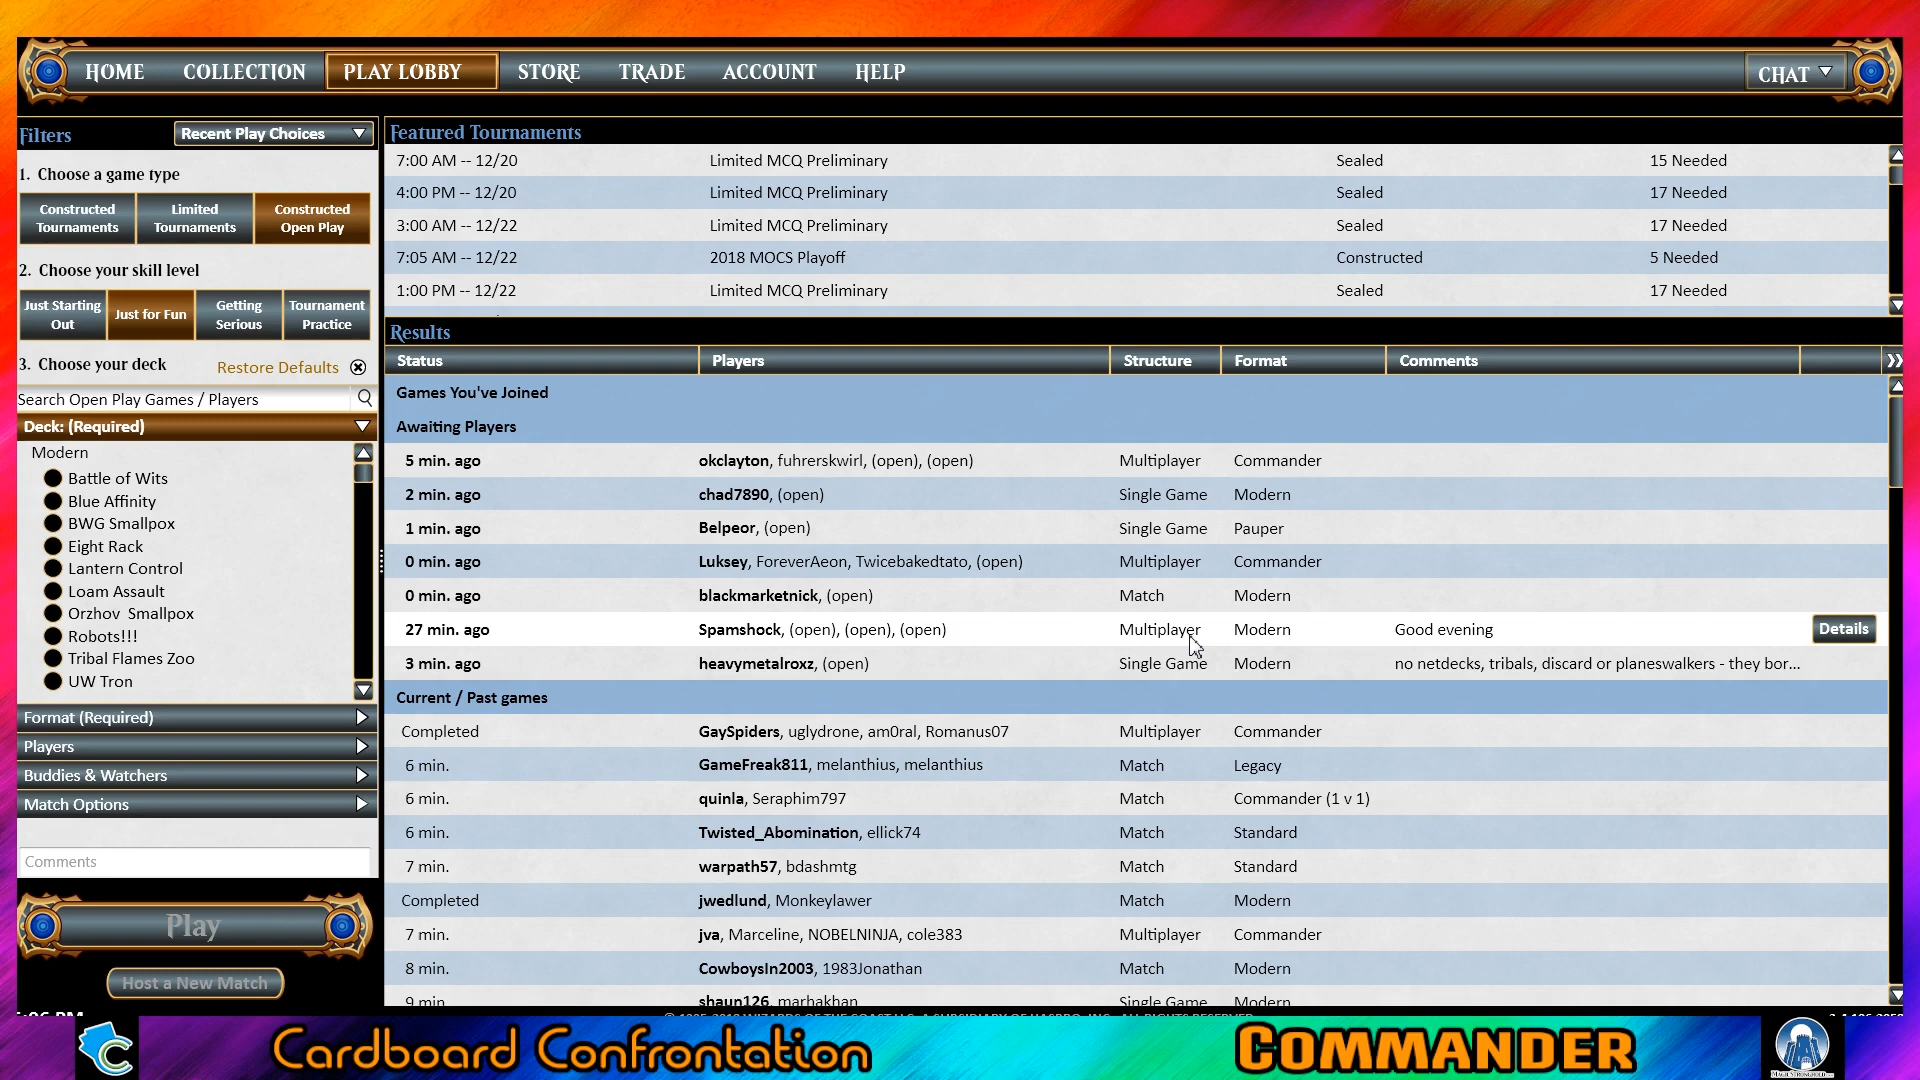 HOME COLLECTION PLAY LOBBY STORE TRADE ACCOUNT HELP CHAT
Filters Recent Play Choices
1. Choose a game type
Constructed Tournaments Limited Tournaments Constructed Open Play
2. Choose your skill level
Just Starting Out Just for Fun Getting Serious Tournament Practice
3. Choose your deck Restore Defaults
Search Open Play Games / Players
Deck: (Required)
Modern
Battle of Wits
Blue Affinity
BWG Smallpox
Eight Rack
Lantern Control
Loam Assault
Orzhov Smallpox
Robots!!!
Tribal Flames Zoo
UW Tron
Format (Required)
Players
Buddies & Watchers
Match Options
Comments
Play
Host a New Match
Featured Tournaments
7:00 AM -- 12/20 Limited MCQ Preliminary Sealed 15 Needed
4:00 PM -- 12/20 Limited MCQ Preliminary Sealed 17 Needed
3:00 AM -- 12/22 Limited MCQ Preliminary Sealed 17 Needed
7:05 AM -- 12/22 2018 MOCS Playoff Constructed 5 Needed
1:00 PM -- 12/22 Limited MCQ Preliminary Sealed 17 Needed
Results
Status Players Structure Format Comments
Games You've Joined
Awaiting Players
5 min. ago okclayton, fuhrerskwirl, (open), (open) Multiplayer Commander
2 min. ago chad7890, (open) Single Game Modern
1 min. ago Belpeor, (open) Single Game Pauper
0 min. ago Luksey, ForeverAeon, Twicebakedtato, (open) Multiplayer Commander
0 min. ago blackmarketnick, (open) Match Modern
27 min. ago Spamshock, (open), (open), (open) Multiplayer Modern Good evening Details
3 min. ago heavymetalroxz, (open) Single Game Modern no netdecks, tribals, discard or planeswalkers - they bor...
Current / Past games
Completed GaySpiders, uglydrone, am0ral, Romanus07 Multiplayer Commander
6 min. GameFreak811, melanthius, melanthius Match Legacy
6 min. quinla, Seraphim797 Match Commander (1 v 1)
6 min. Twisted_Abomination, ellick74 Match Standard
7 min. warpath57, bdashmtg Match Standard
Completed jwedlund, Monkeylawer Match Modern
7 min. jva, Marceline, NOBELNINJA, cole383 Multiplayer Commander
8 min. CowboysIn2003, 1983Jonathan Match Modern
9 min. shaun126, marhakhan Single Game Modern
Cardboard Confrontation COMMANDER